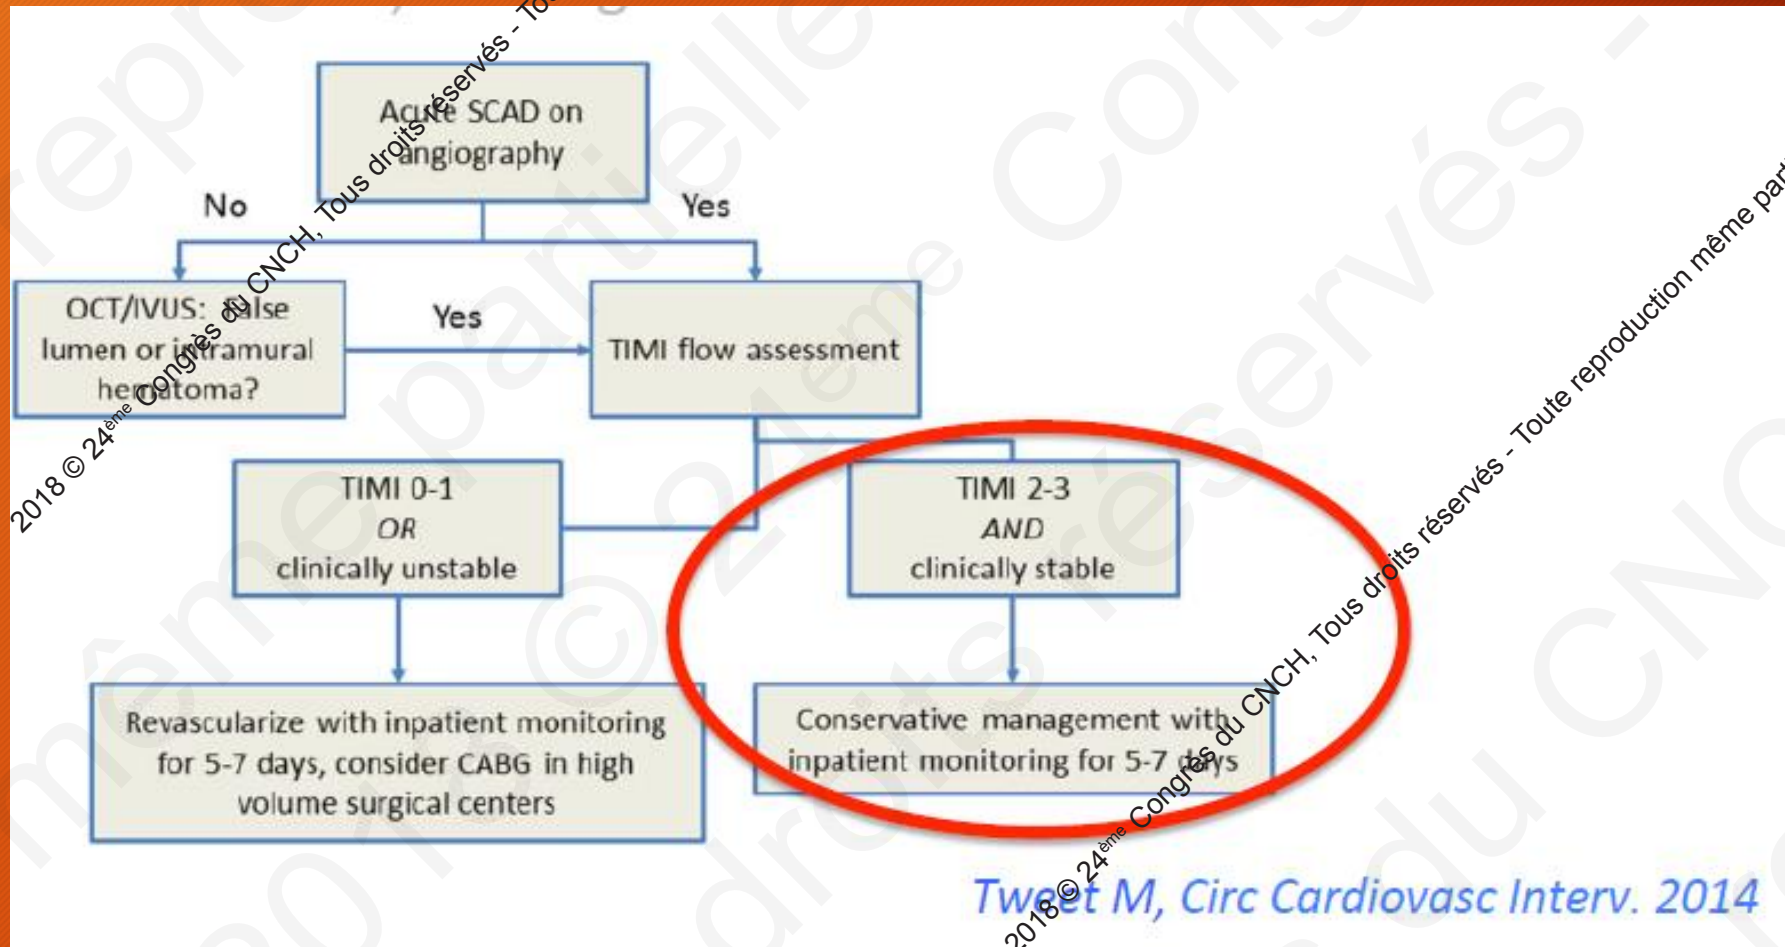 Acute SCAD on
angiography
No
Yes
OCT/IVUS: False
lumen or intramural
hematoma?
Yes
TIMI flow assessment
TIMI 0-1
OR
clinically unstable
TIMI 2-3
AND
clinically stable
Revascularize with inpatient monitoring
for 5-7 days, consider CABG in high
volume surgical centers
Conservative management with
inpatient monitoring for 5-7 days
Tweet M, Circ Cardiovasc Interv. 2014
2018 © 24ème Congrès du CNCH, Tous droits réservés -
2018 © 24ème Congrès du CNCH, Tous droits réservés - Toute reproduction même